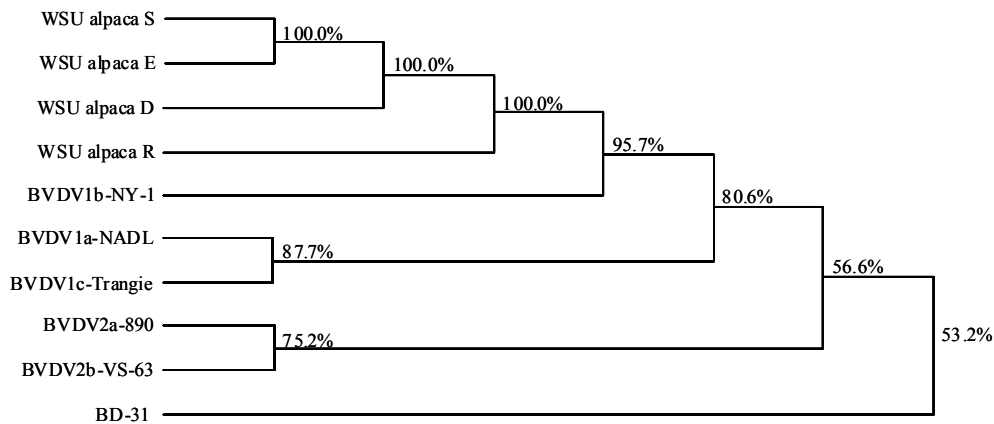 WSU alpaca S
100.0%
WSU alpaca E
100.0%
WSU alpaca D
100.0%
WSU alpaca R
95.7%
BVDV1b-NY-1
80.6%
BVDV1a-NADL
87.7%
BVDV1c-Trangie
56.6%
BVDV2a-890
75.2%
53.2%
BVDV2b-VS-63
BD-31